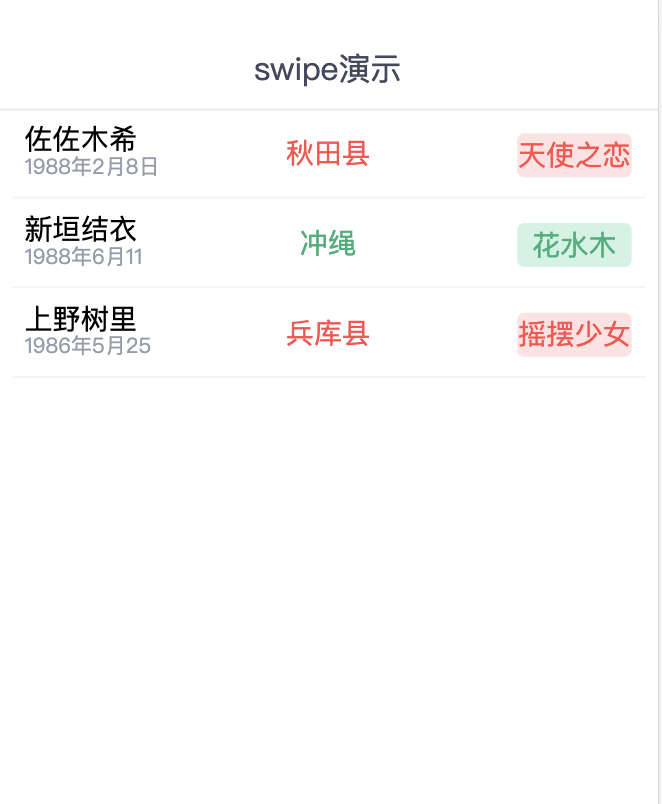 swipe演示
佐佐木希
1988年2月8日
秋田县
天使之恋
新垣结衣
1988年6月11
冲绳
花水木
上野树里
1986年5月25
兵库县
摇摆少女